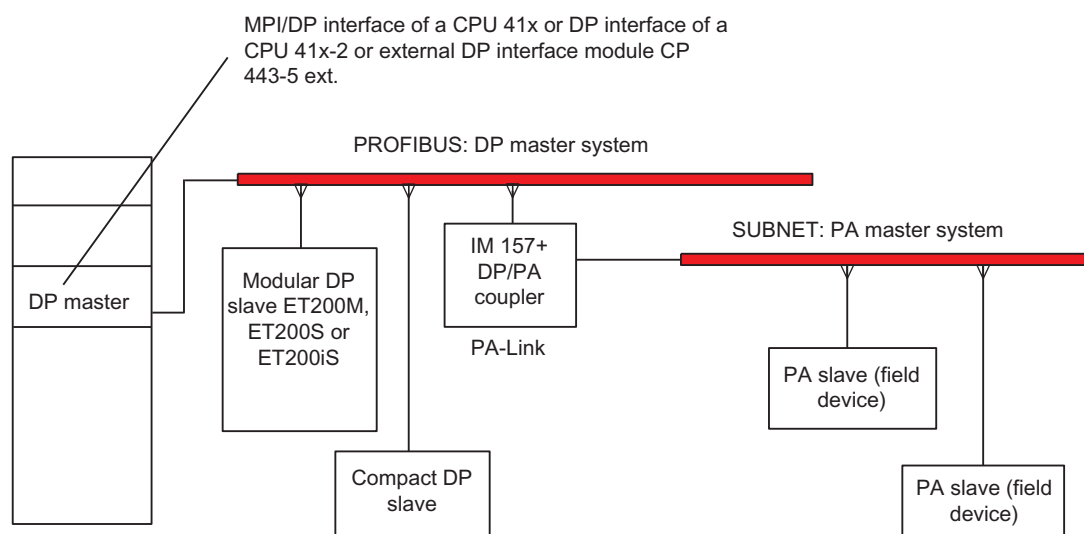 MPI/DP interface of a CPU 41x or DP interface of a
CPU 41x-2 or external DP interface module CP
443-5 ext.
PROFIBUS: DP master system
SUBNET: PA master system
DP master
Modular DP
slave ET200M,
ET200S or
ET200iS
IM 157+
DP/PA
coupler
PA-Link
PA slave (field
device)
Compact DP
slave
PA slave (field
device)